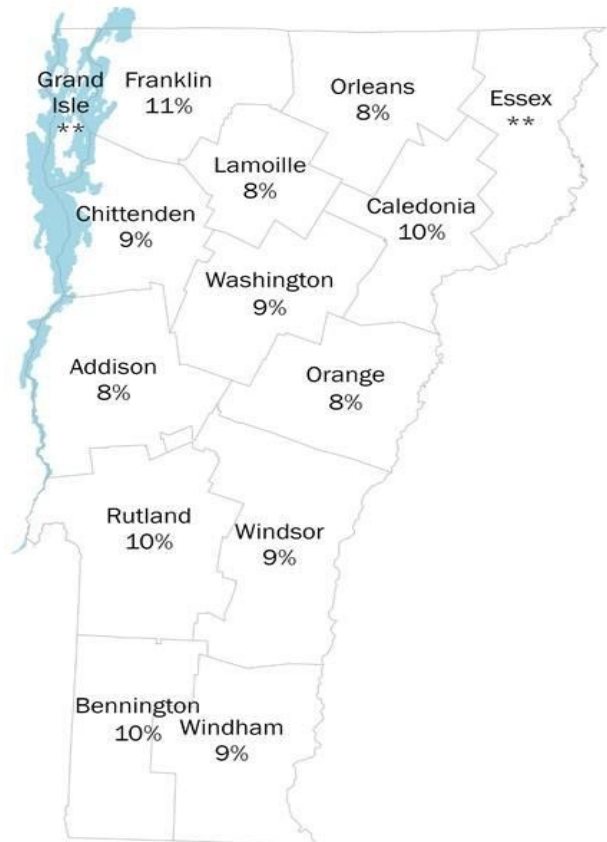 Grand
Isle
**
Franklin
11%
Orleans
8%
Essex
**
Lamoille
8%
Chittenden
9%
Caledonia
10%
Washington
9%
Addison
8%
Orange
8%
Rutland
10%
Windsor
9%
Bennington
10%
Windham
9%